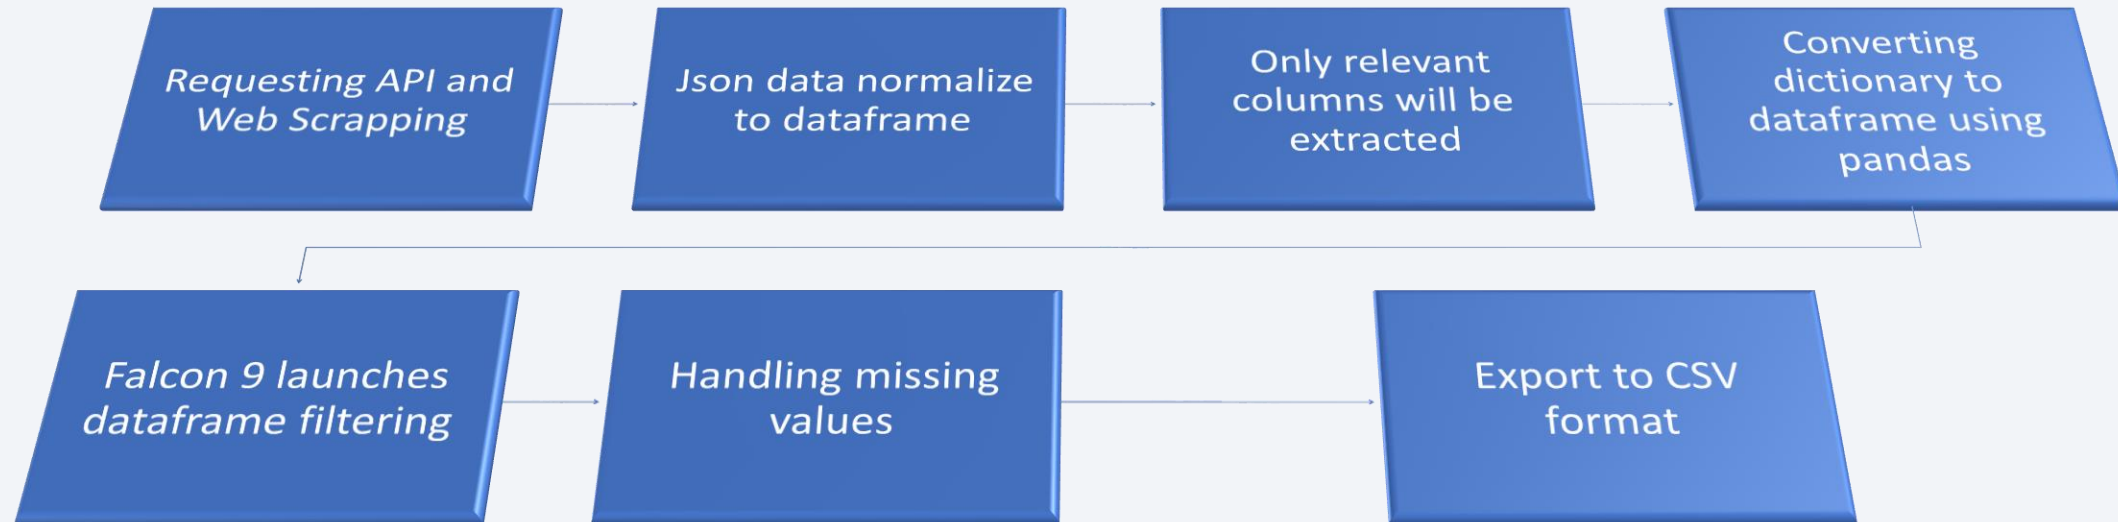 Requesting API and
Web Scrapping
Json data normalize
to dataframe
Only relevant
columns will be
extracted
Converting
dictionary to
dataframe using
pandas
Falcon 9 launches
dataframe filtering
Handling missing
values
Export to CSV
format